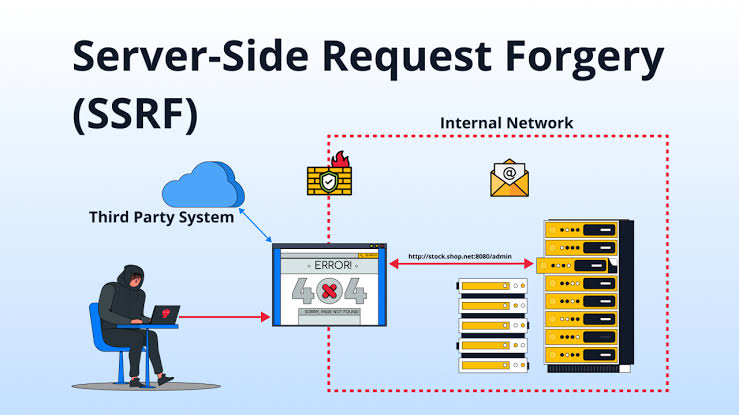 Server-Side Request Forgery
(SSRF)
Internal Network
@
Third Party System
SEARCH
ERROR!
404
SORRY, PAGE NOT FOUND
http://stock.shop.net:8080/admin